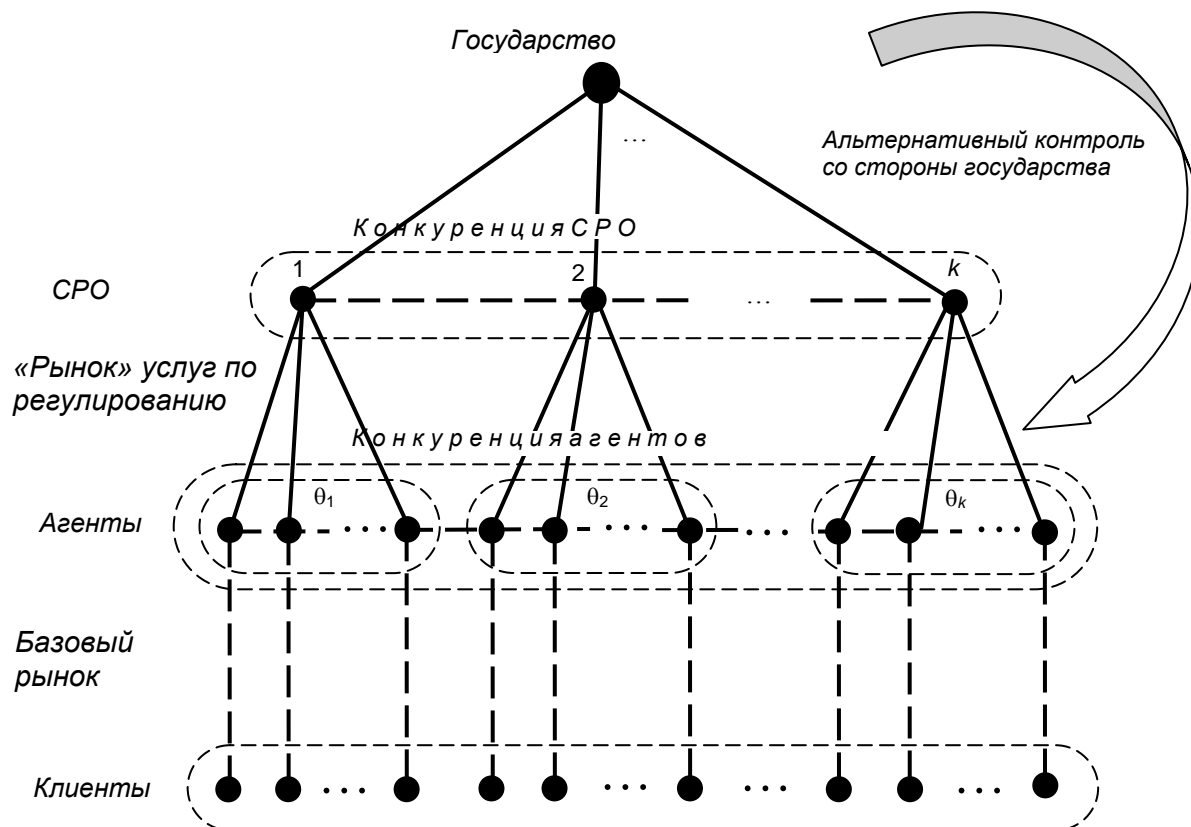 Государство
...
Альтернативный контроль
со стороны государства
Конкуренция СРО
1
2
k
СРО
...
«Рынок» услуг по
регулированию
Конкуренция агентов
θ1
θ2
θk
Агенты
... ... ... ...
Базовый
рынок
Клиенты
... ... ... ...